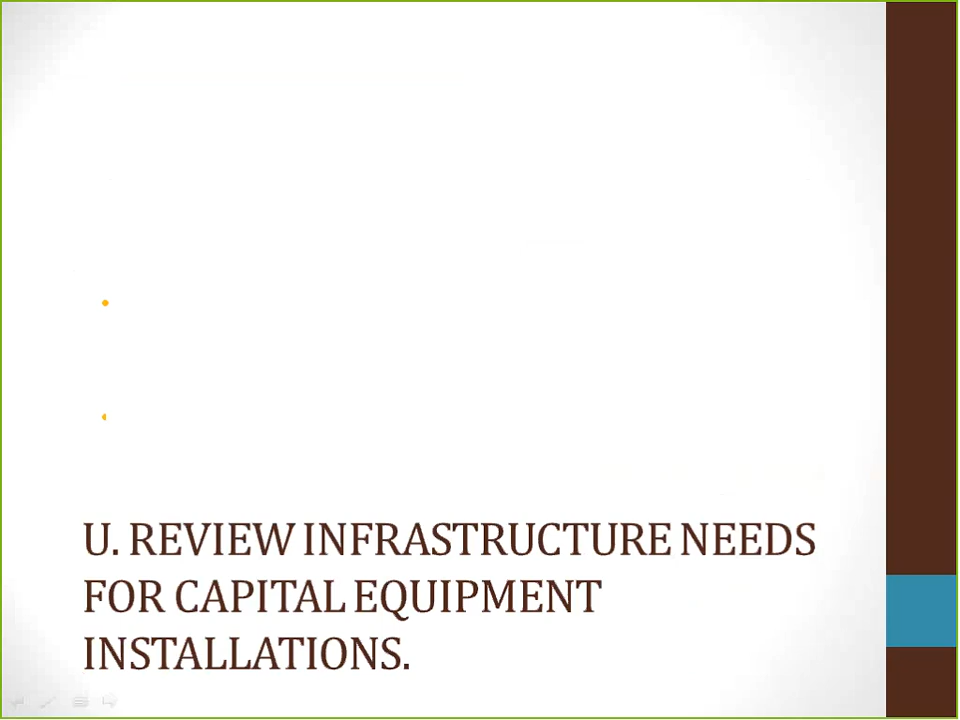 U. REVIEW INFRASTRUCTURE NEEDS
FOR CAPITAL EQUIPMENT
INSTALLATIONS.